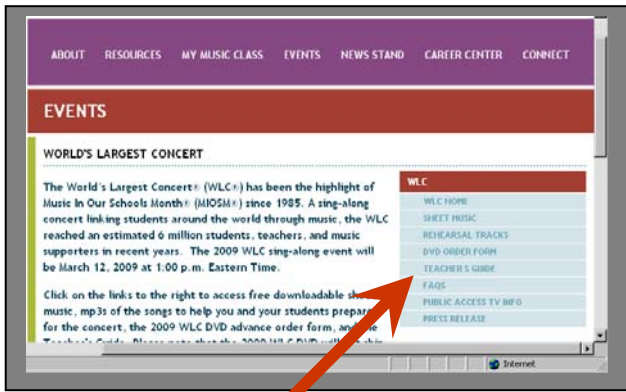 ABOUT RESOURCES MY MUSIC CLASS EVENTS NEWS STAND CAREER CENTER CONNECT
EVENTS
WORLD'S LARGEST CONCERT
The World's Largest Concert® (WLC®) has been the highlight of
Music In Our Schools Month® (MIOSM®) since 1985. A sing-along
concert linking students around the world through music, the WLC
reached an estimated 6 million students, teachers, and music
supporters in recent years. The 2009 WLC sing-along event will
be March 12, 2009 at 1:00 p.m. Eastern Time.
Click on the links to the right to access free downloadable
music, mp3s of the songs to help you and your students prepare
for the concert, the 2009 WLC DVD advance order form, and
WLC
WLC HOME
SHEET MUSIC
REHEARSAL TRACKS
DVD ORDER FORM
TEACHER'S GUIDE
FAQS
PUBLIC ACCESS TV INFO
PRESS RELEASE
Internet